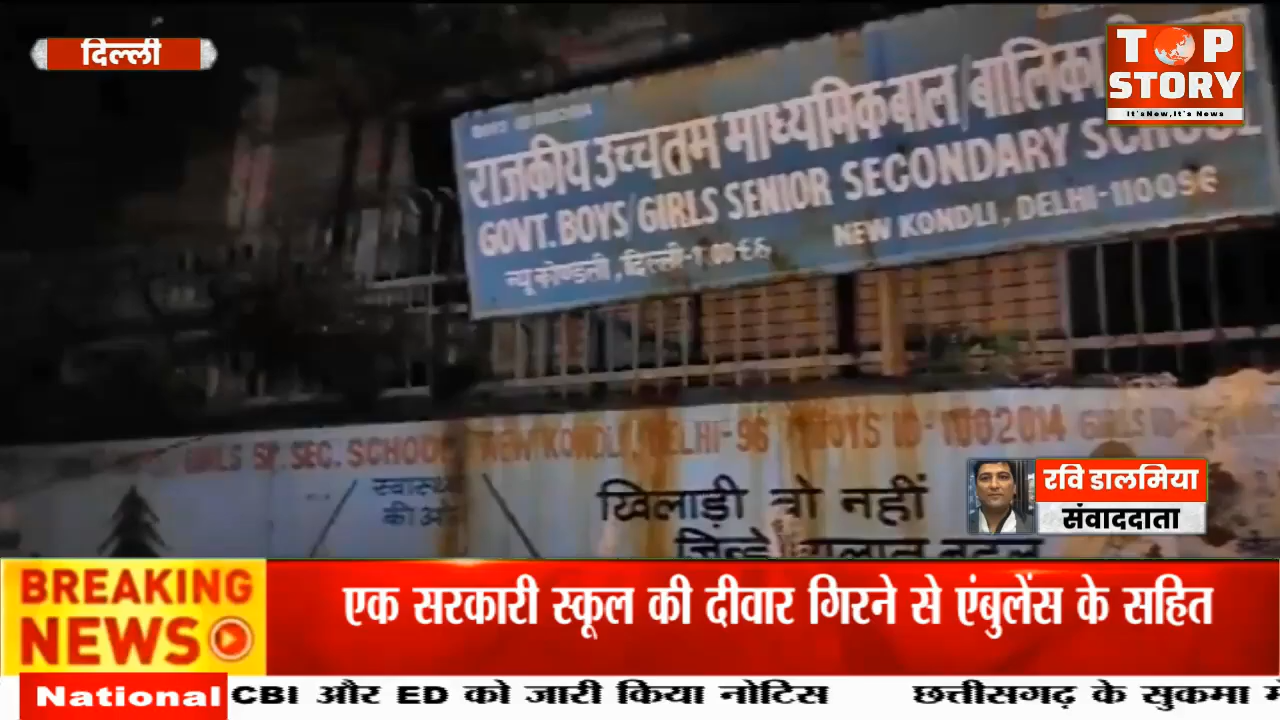 दिल्ली
TOP
STORY
It'sNew,It's News
राजकीय उच्चतम माध्यमिक बाल/बालिका
GOVT. BOYS/GIRLS SENIOR SECONDARY SCHOOL
NEW KONDLI, DELHI-110096
न्यू कोण्डली, दिल्ली-
GIRLS SR. SEC. SCHOOL NEW KONDLI, DELHI-96 BOYS ID-1002014 GIRLS ID-
स्वास्थ
की ओर
खिलाड़ी वो नहीं
रवि डालमिया
संवाददाता
BREAKING
NEWS
एक सरकारी स्कूल की दीवार गिरने से एंबुलेंस के सहित
National CBI और ED को जारी किया नोटिस छत्तीसगढ़ के सुकमा में